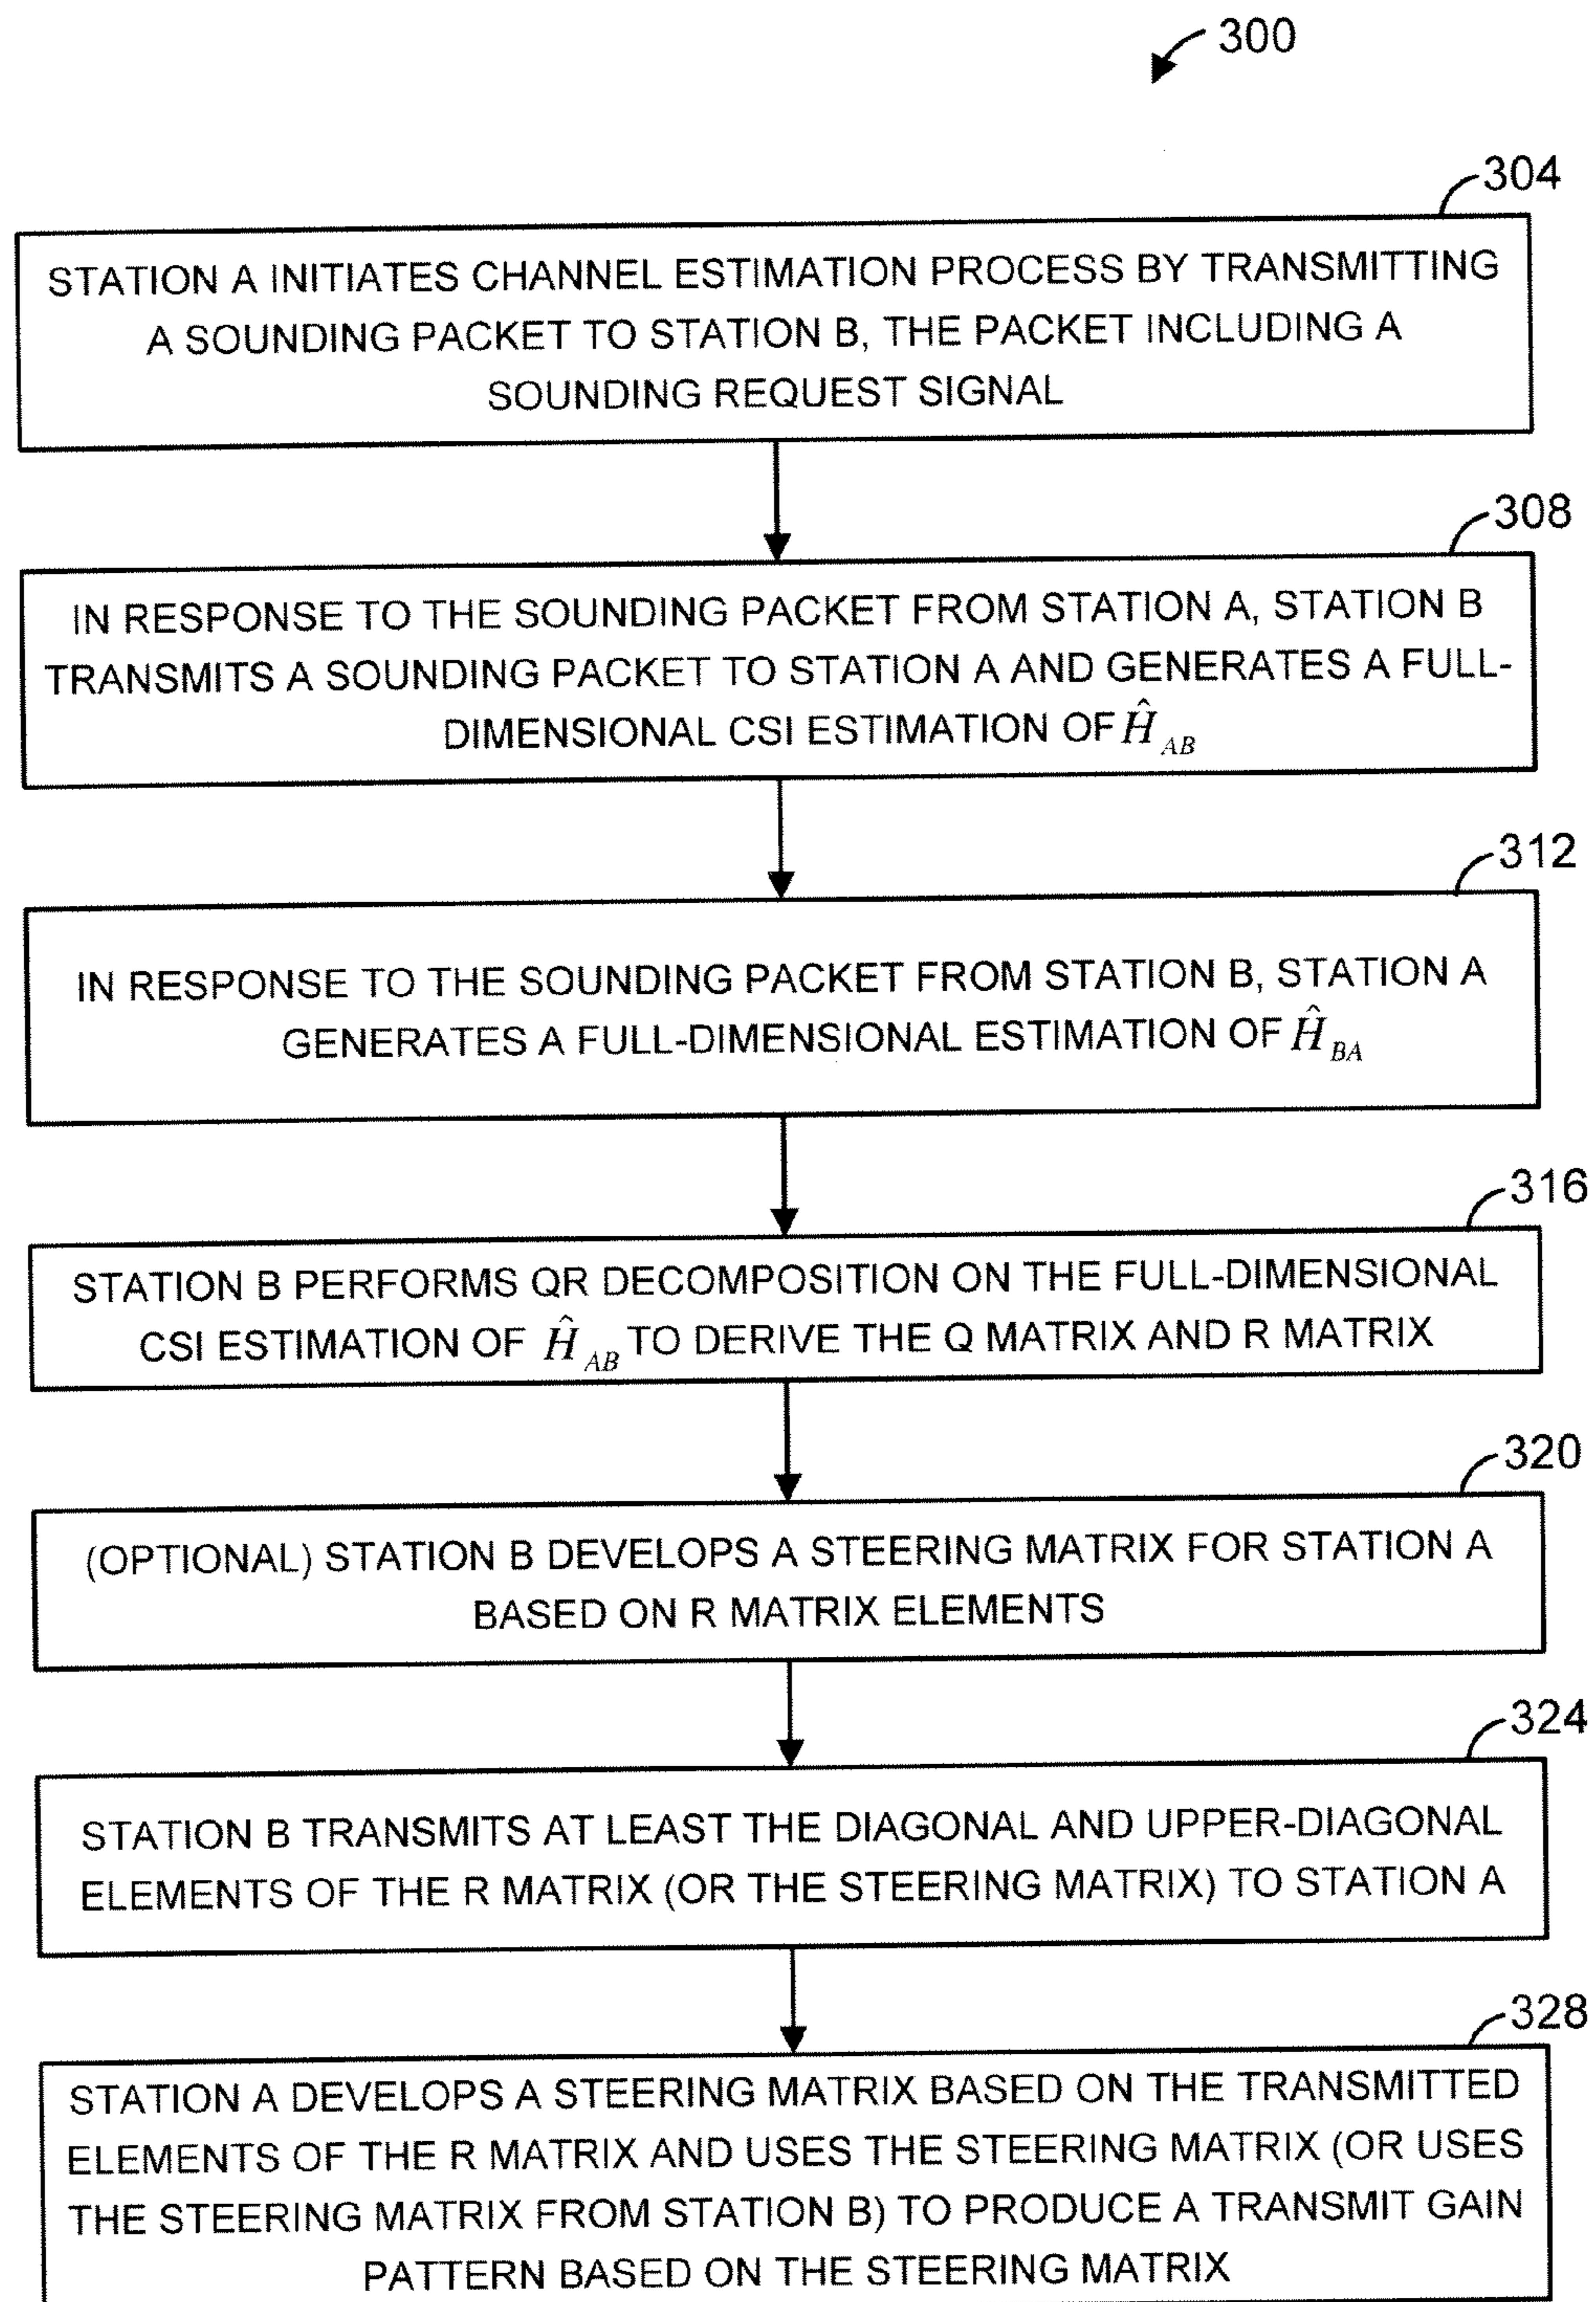 300
304
STATION A INITIATES CHANNEL ESTIMATION PROCESS BY TRANSMITTING
A SOUNDING PACKET TO STATION B, THE PACKET INCLUDING A
SOUNDING REQUEST SIGNAL
308
IN RESPONSE TO THE SOUNDING PACKET FROM STATION A, STATION B
TRANSMITS A SOUNDING PACKET TO STATION A AND GENERATES A FULL-
DIMENSIONAL CSI ESTIMATION OF Ĥ AB
312
IN RESPONSE TO THE SOUNDING PACKET FROM STATION B, STATION A
GENERATES A FULL-DIMENSIONAL ESTIMATION OF Ĥ BA
316
STATION B PERFORMS QR DECOMPOSITION ON THE FULL-DIMENSIONAL
CSI ESTIMATION OF Ĥ AB TO DERIVE THE Q MATRIX AND R MATRIX
320
(OPTIONAL) STATION B DEVELOPS A STEERING MATRIX FOR STATION A
BASED ON R MATRIX ELEMENTS
324
STATION B TRANSMITS AT LEAST THE DIAGONAL AND UPPER-DIAGONAL
ELEMENTS OF THE R MATRIX (OR THE STEERING MATRIX) TO STATION A
328
STATION A DEVELOPS A STEERING MATRIX BASED ON THE TRANSMITTED
ELEMENTS OF THE R MATRIX AND USES THE STEERING MATRIX (OR USES
THE STEERING MATRIX FROM STATION B) TO PRODUCE A TRANSMIT GAIN
PATTERN BASED ON THE STEERING MATRIX